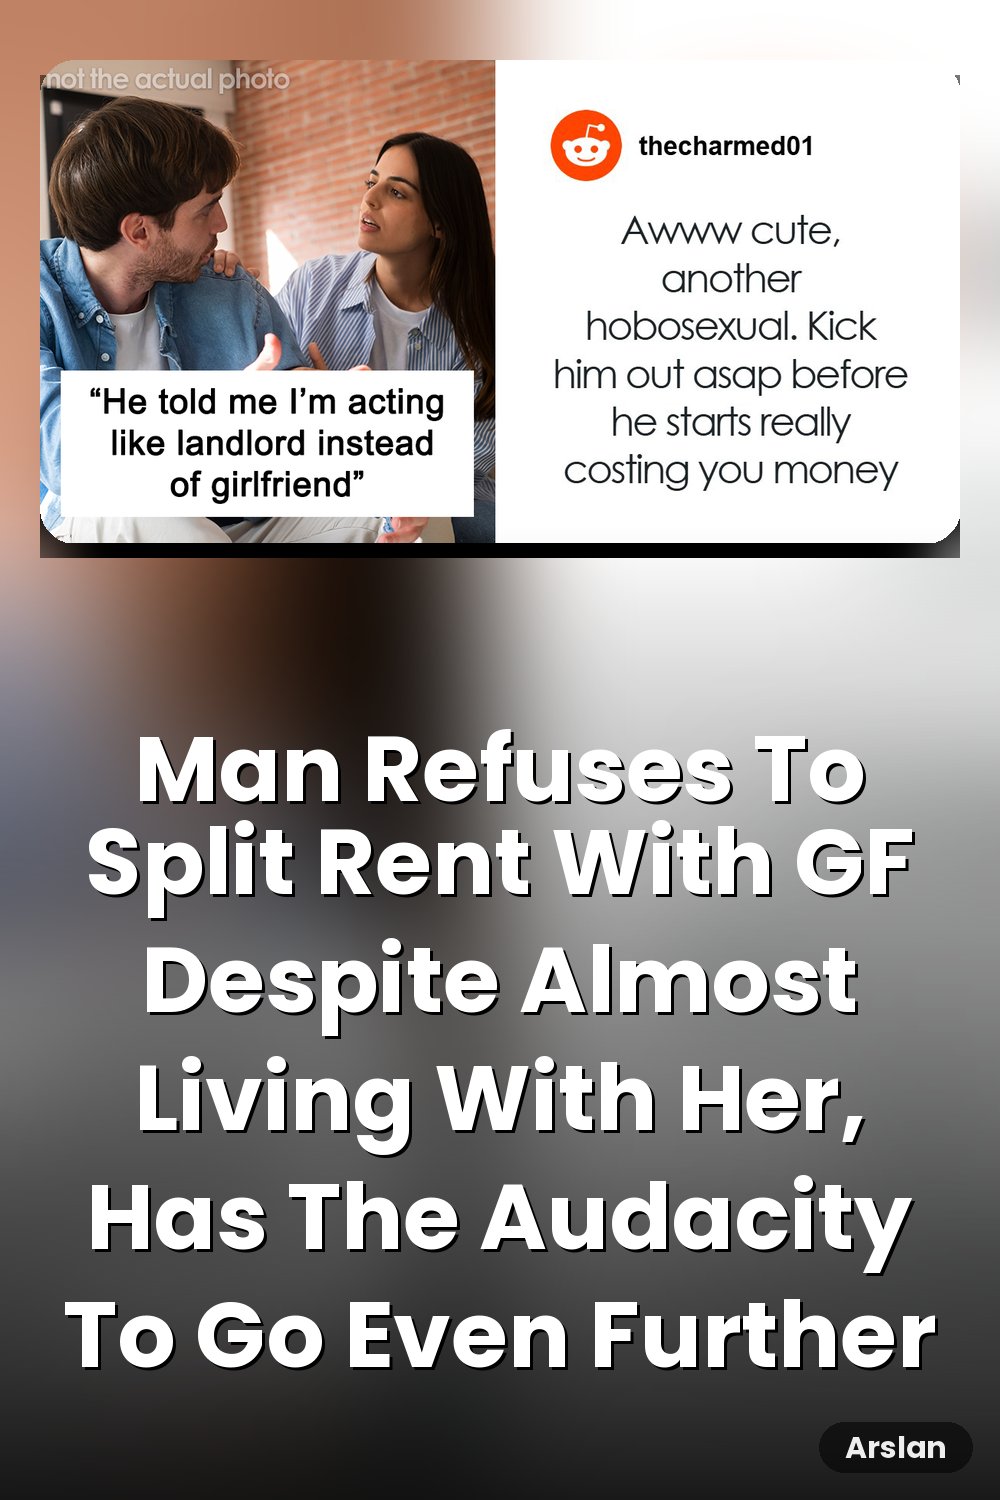 not the actual photo
thecharmed01
Awww cute,
another
hobosexual. Kick
him out asap before
he starts really
costing you money
“He told me I’m acting
like landlord instead
of girlfriend”
Man Refuses To
Split Rent With GF
Despite Almost
Living With Her,
Has The Audacity
To Go Even Further
Arslan